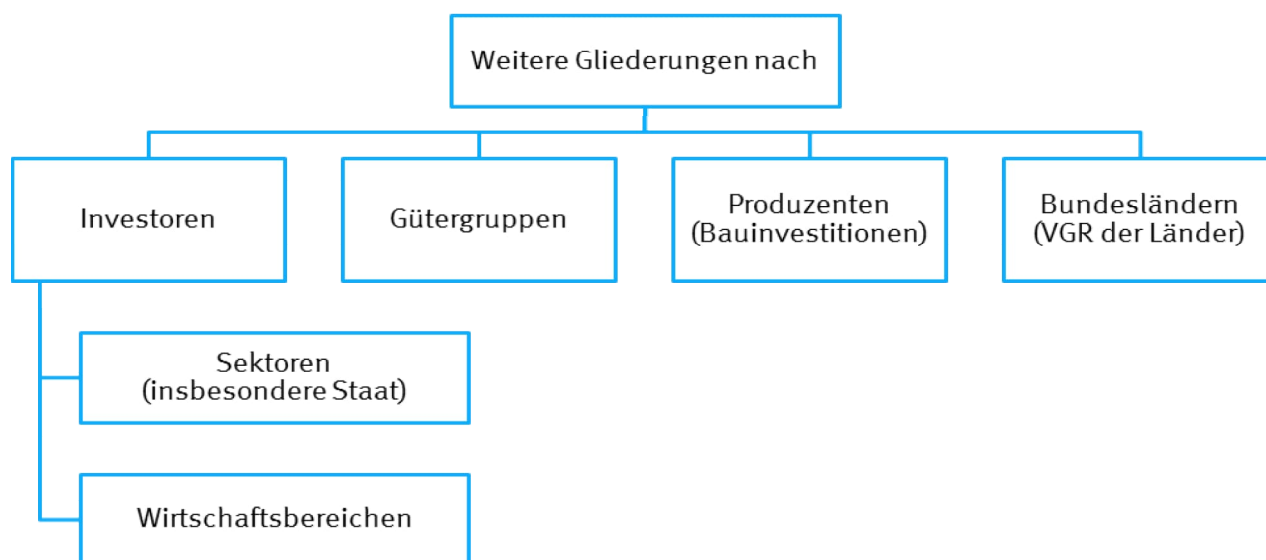 Weitere Gliederungen nach
Investoren
Gütergruppen
Produzenten
(Bauinvestitionen)
Bundesländern
(VGR der Länder)
Sektoren
(insbesondere Staat)
Wirtschaftsbereichen